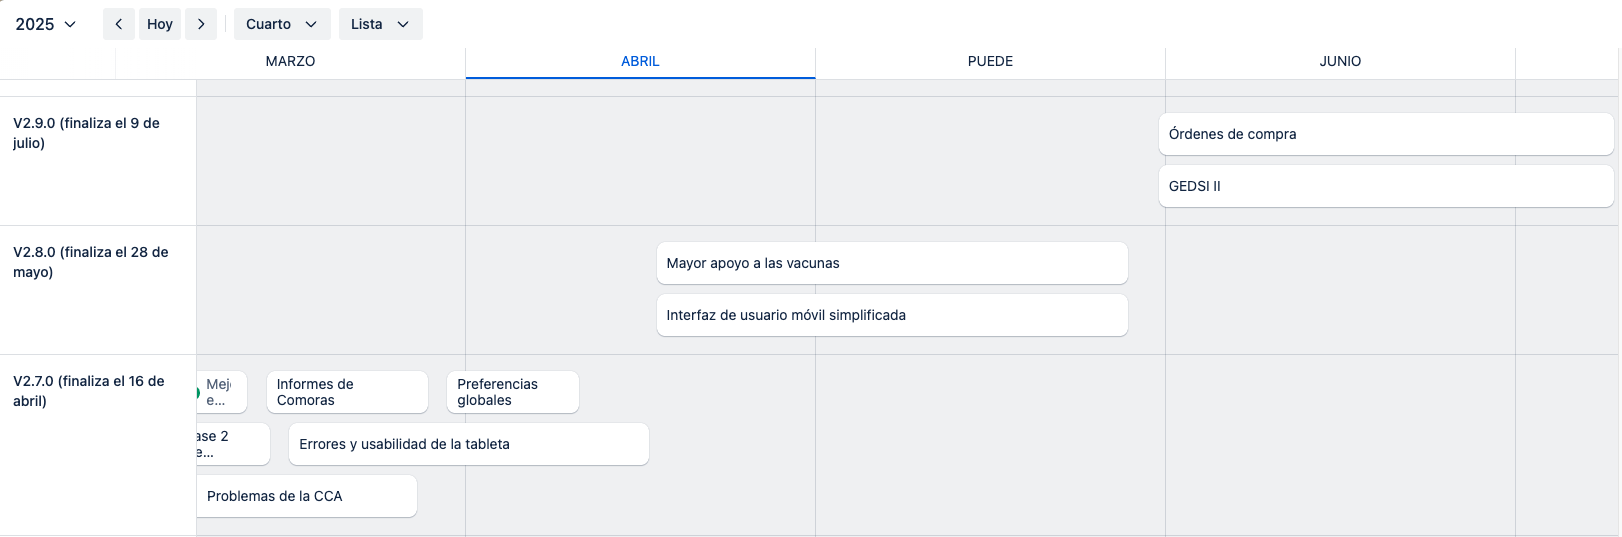 2025
Hoy
Cuarto
Lista
MARZO
ABRIL
PUEDE
JUNIO
V2.9.0 (finaliza el 9 de
julio)
Órdenes de compra
GEDSI II
V2.8.0 (finaliza el 28 de
mayo)
Mayor apoyo a las vacunas
Interfaz de usuario móvil simplificada
V2.7.0 (finaliza el 16 de
abril)
e...
Informes de
Comoras
Preferencias
globales
ase 2
e...
Errores y usabilidad de la tableta
Problemas de la CCA